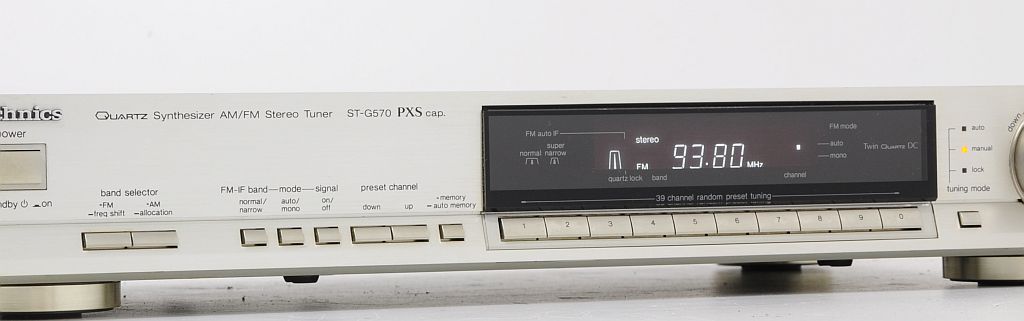 chnics
QUARTZ Synthesizer AM/FM Stereo Tuner ST-G570 PXS cap.
power
ndby on
band selector
FM AM
freq shift allocation
FM-IF band mode signal
normal/ narrow auto/ mono on/ off
preset channel
down up
memory
auto memory
FM auto IF
normal super narrow
stereo
FM 93.80 MHz
quartz lock band channel
FM mode
auto
mono
Twin QUARTZ DC
39 channel random preset tuning
1 2 3 4 5 6 7 8 9 0
auto
manual
lock
tuning mode
down